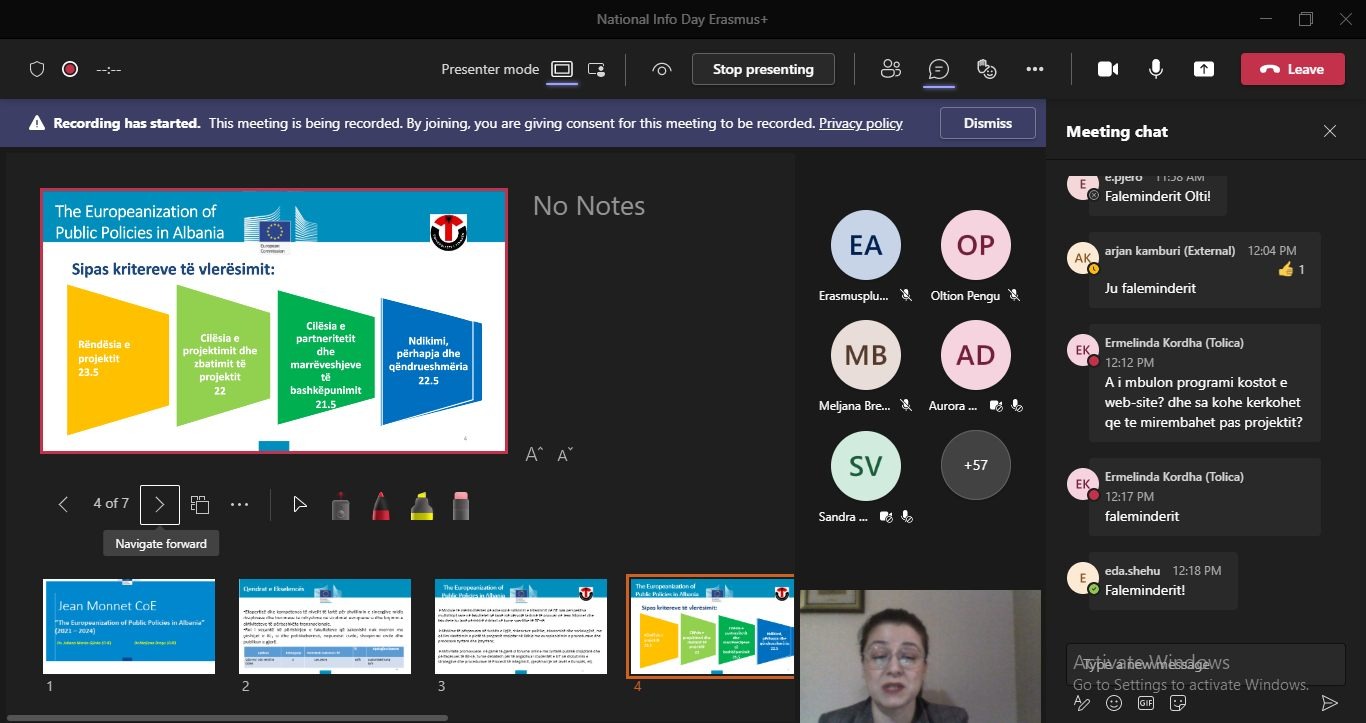 National Info Day Erasmus+
--:--
Presenter mode
Stop presenting
Leave
Recording has started. This meeting is being recorded. By joining, you are giving consent for this meeting to be recorded. Privacy policy
Dismiss
The Europeanization of
Public Policies in Albania
European
Commission
Sipas kritereve të vlerësimit:
Rëndësia e
projektit
23.5
Cilësia e
projektimit dhe
zbatimit të
projektit
22
Cilësia e
partneritetit
dhe
marrëveshjeve
të
bashkëpunimit
21.5
Ndikimi,
përhapja dhe
qëndrueshmëria
22.5
4
No Notes
4 of 7
Navigate forward
Jean Monnet CoE
"The Europeanization of Public Policies in Albania"
(2021 – 2024)
1
Qendrat e Ekselencës
2
The Europeanization of
Public Policies in Albania
3
The Europeanization of
Public Policies in Albania
Sipas kritereve të vlerësimit:
4
EA
Erasmusplu...
OP
Oltion Pengu
MB
Meljana Bre...
AD
Aurora ...
SV
Sandra ...
+57
Meeting chat
E
e.pjero 11:58 AM
Faleminderit Olti!
AK
arjan kamburi (External) 12:04 PM
1
Ju faleminderit
EK
Ermelinda Kordha (Tolica)
12:12 PM
A i mbulon programi kostot e
web-site? dhe sa kohe kerkohet
qe te mirembahet pas projektit?
EK
Ermelinda Kordha (Tolica)
12:17 PM
faleminderit
E
eda.shehu 12:18 PM
Faleminderit!
Type a new message
Activate Windows
Go to Settings to activate Windows.
GIF